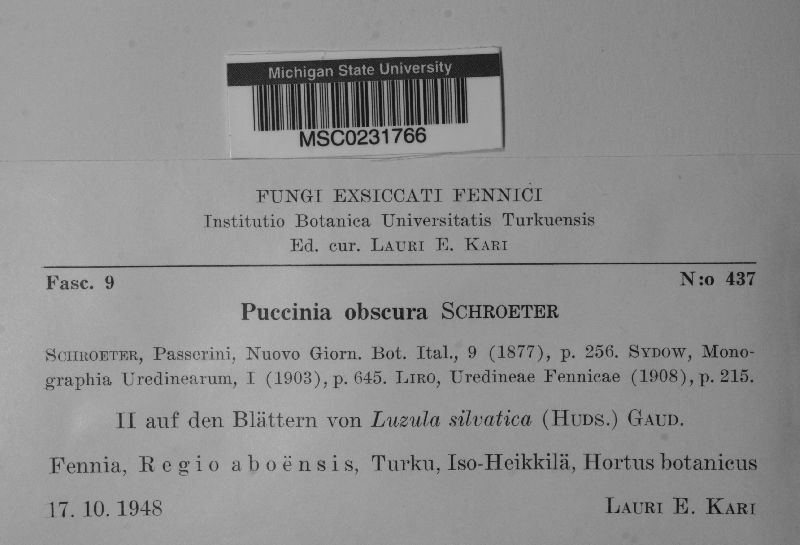 Michigan State University
MSC0231766
FUNGI EXSICCATI FENNICI
Institutio Botanica Universitatis Turkuensis
Ed. cur. LAURI E. KARI
Fasc. 9 N:o 437
Puccinia obscura SCHROETER
SCHROETER, Passerini, Nuovo Giorn. Bot. Ital., 9 (1877), p. 256. SYDOW, Mono-
graphia Uredinearum, I (1903), p. 645. LIRO, Uredineae Fennicae (1908), p. 215.
II auf den Blättern von Luzula silvatica (HUDS.) GAUD.
Fennia, Regio aboënsis, Turku, Iso-Heikkilä, Hortus botanicus
17. 10. 1948 LAURI E. KARI